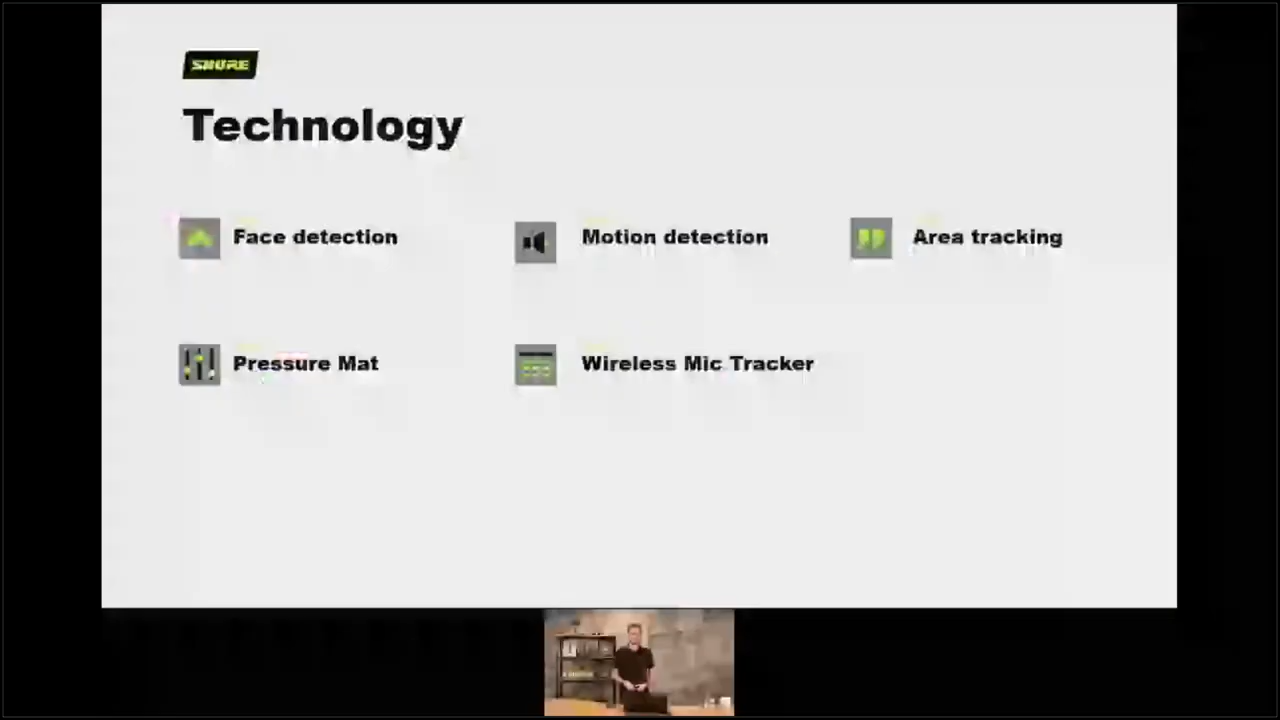 SHURE
Technology
Face detection
Motion detection
Area tracking
Pressure Mat
Wireless Mic Tracker